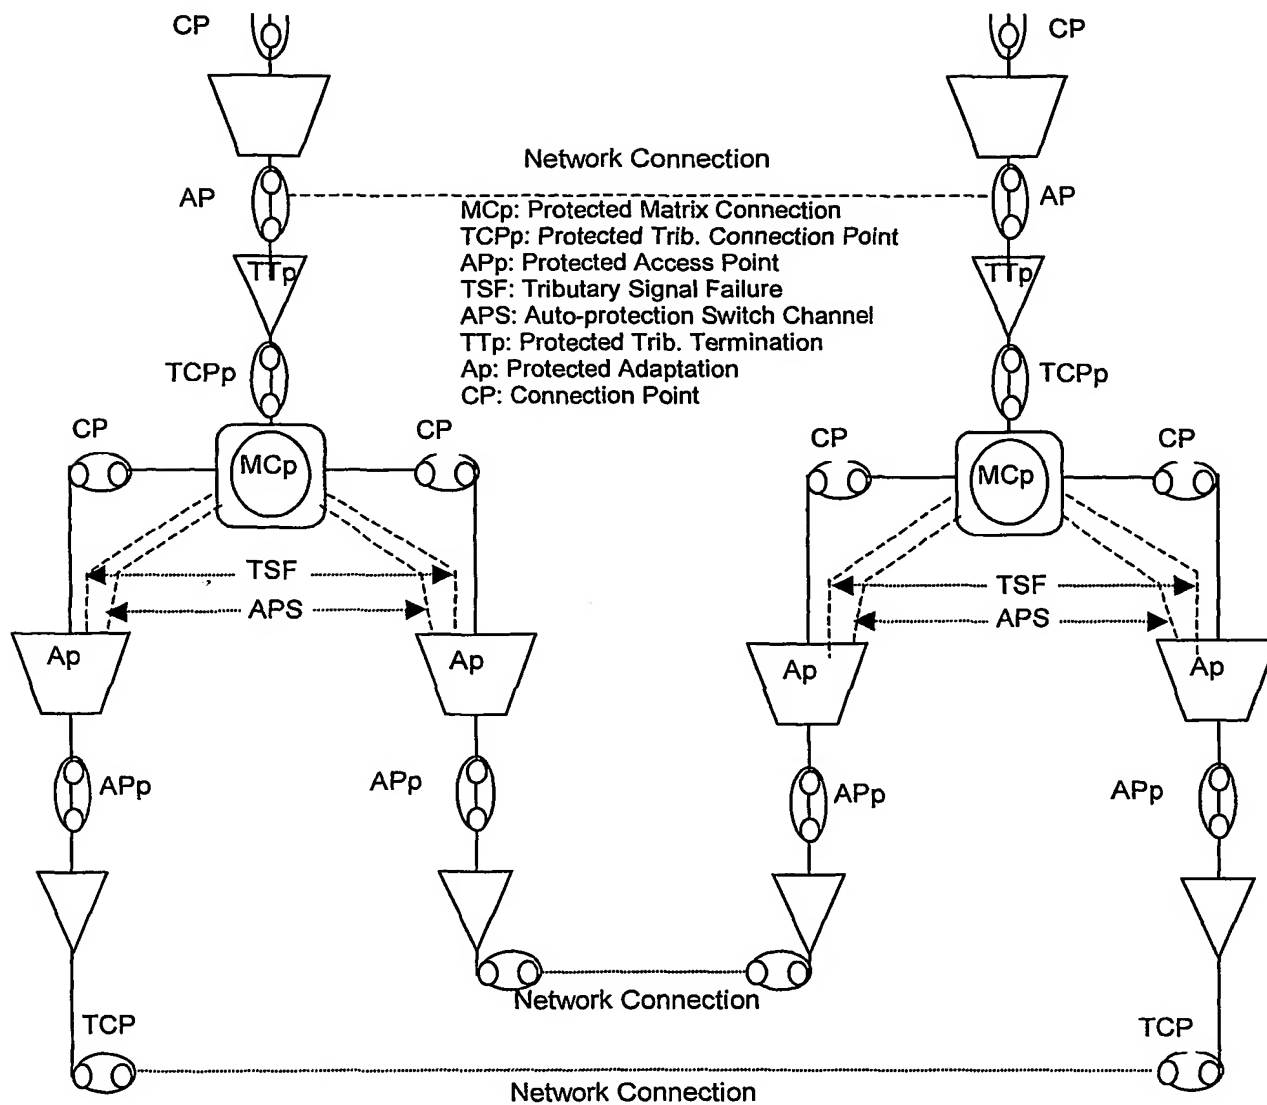 CP
CP
Network Connection
AP
AP
MCp: Protected Matrix Connection
TCPp: Protected Trib. Connection Point
APp: Protected Access Point
TSF: Tributary Signal Failure
APS: Auto-protection Switch Channel
TTp: Protected Trib. Termination
Ap: Protected Adaptation
CP: Connection Point
TTp
TTp
TCPp
TCPp
CP
CP
CP
CP
MCp
MCp
TSF
TSF
APS
APS
Ap
Ap
Ap
Ap
APp
APp
APp
APp
Network Connection
TCP
TCP
Network Connection